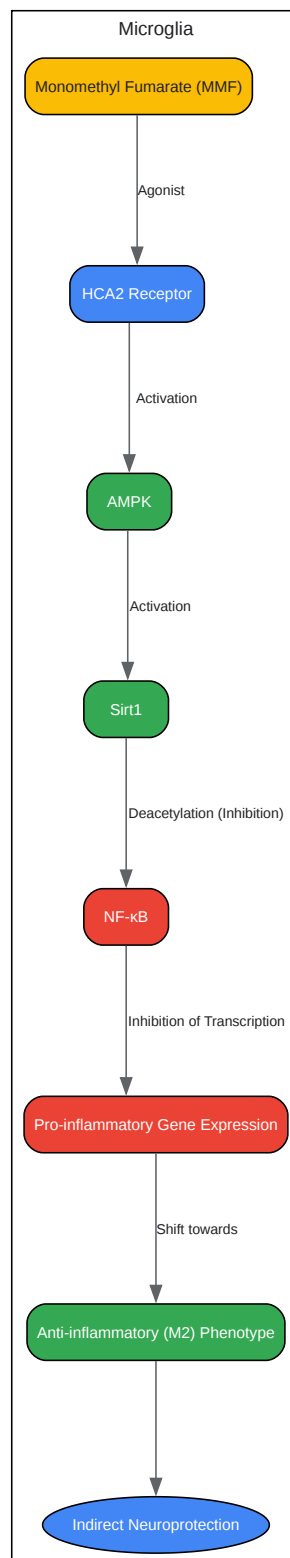 Microglia
Monomethyl Fumarate (MMF)
Agonist
HCA2 Receptor
Activation
AMPK
Activation
Sirt1
Deacetylation (Inhibition)
NF-κB
Inhibition of Transcription
Pro-inflammatory Gene Expression
Shift towards
Anti-inflammatory (M2) Phenotype
Indirect Neuroprotection